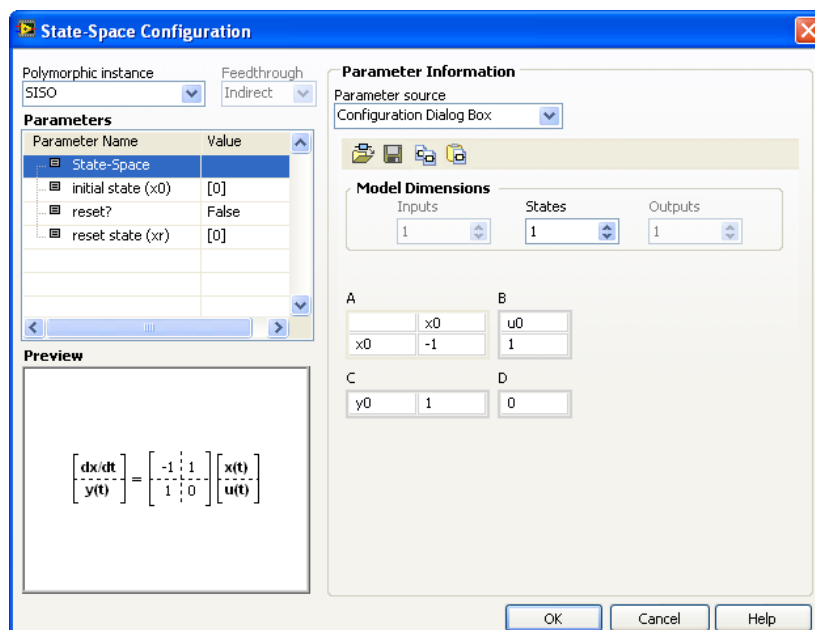 State-Space Configuration
Polymorphic instance
Feedthrough
SISO
Indirect
Parameters
Parameter Name Value
State-Space
initial state (x0) [0]
reset? False
reset state (xr) [0]
Preview
dx/dt = -1 1 x(t)
y(t) 1 0 u(t)
Parameter Information
Parameter source
Configuration Dialog Box
Model Dimensions
Inputs States Outputs
1 1 1
A B
x0 u0
x0 -1 1
C D
y0 1 0
OK Cancel Help